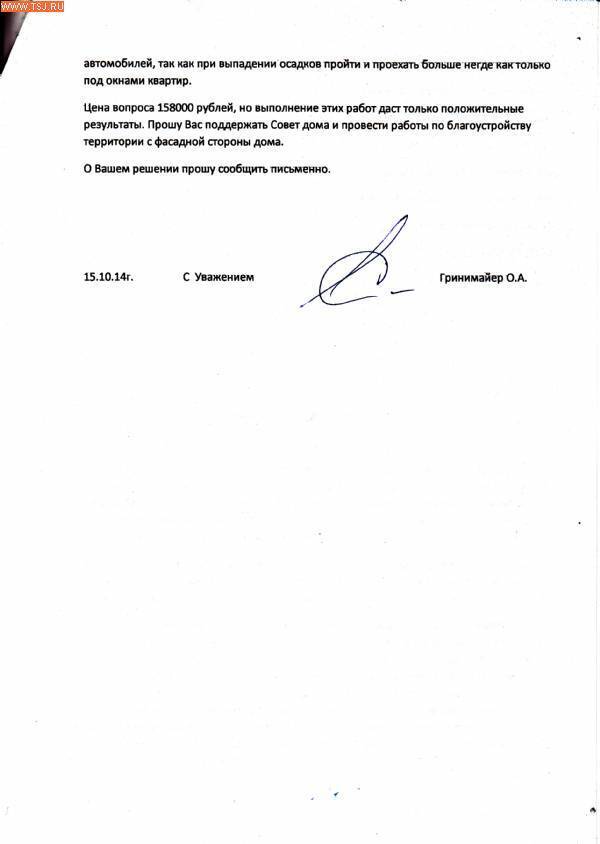 WWW.TSJ.RU
автомобилей, так как при выпадении осадков пройти и проехать больше негде как только
под окнами квартир.
Цена вопроса 158000 рублей, но выполнение этих работ даст только положительные
результаты. Прошу Вас поддержать Совет дома и провести работы по благоустройству
территории с фасадной стороны дома.
О Вашем решении прошу сообщить письменно.
15.10.14г. С Уважением Гринимайер О.А.